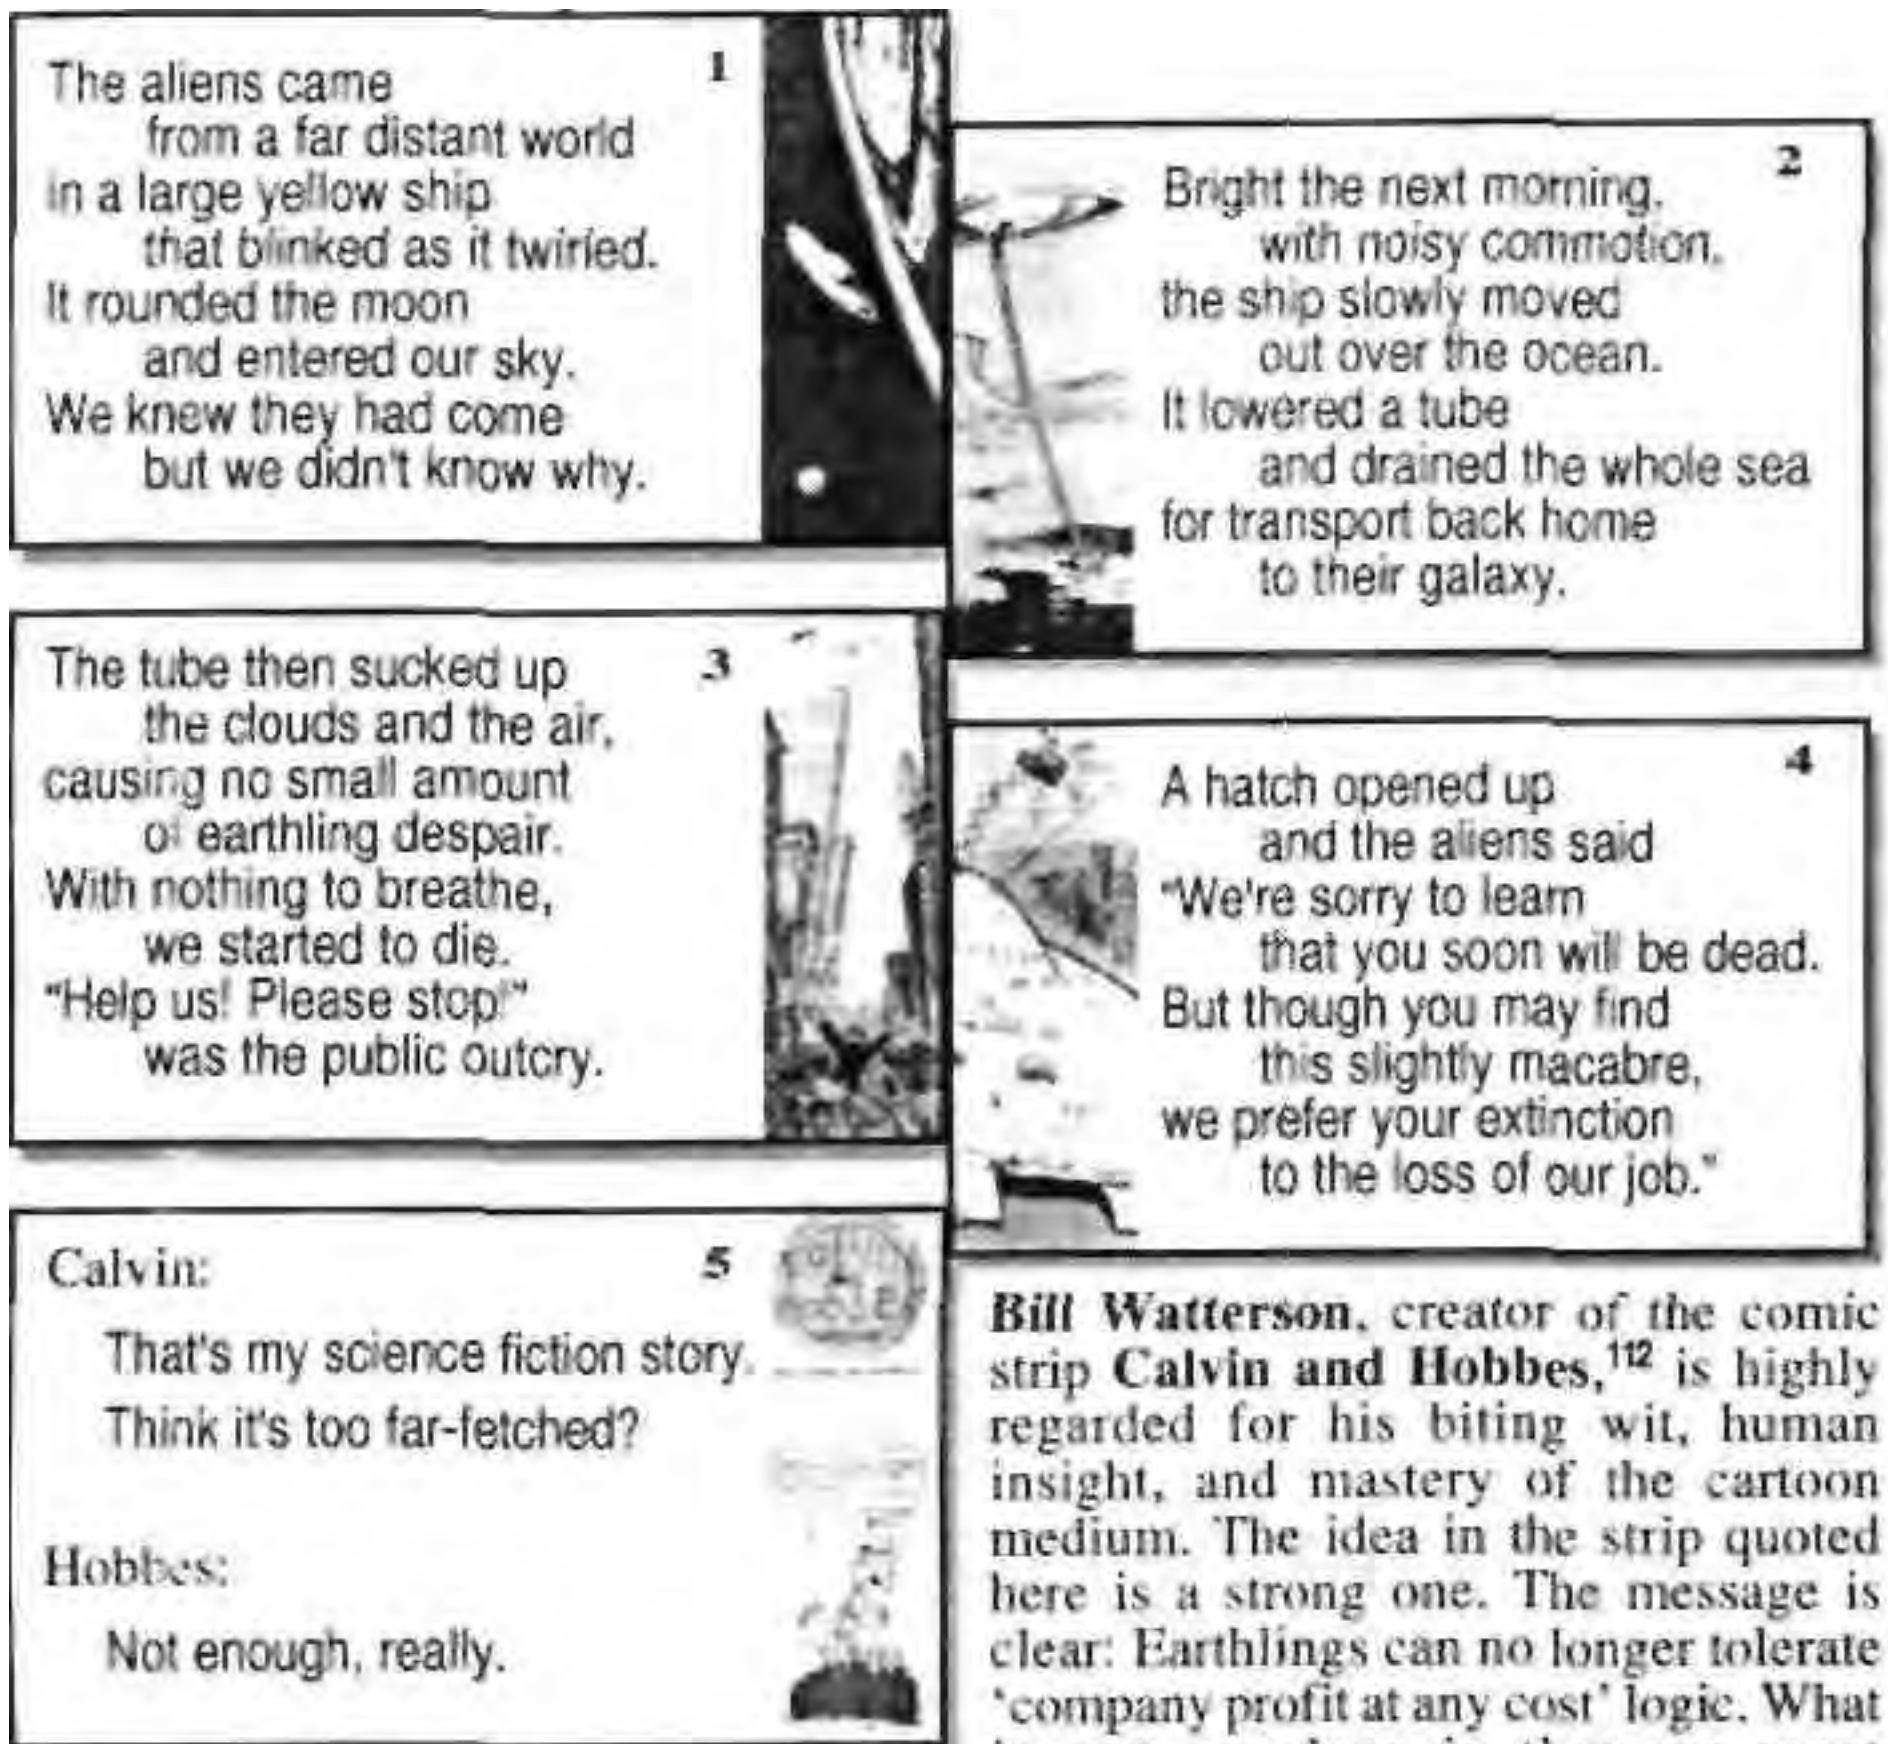 1
The aliens came
from a far distant world
in a large yellow ship
that blinked as it twirled.
It rounded the moon
and entered our sky.
We knew they had come
but we didn't know why.
2
Bright the next morning,
with noisy commotion,
the ship slowly moved
out over the ocean.
It lowered a tube
and drained the whole sea
for transport back home
to their galaxy.
3
The tube then sucked up
the clouds and the air,
causing no small amount
of earthling despair.
With nothing to breathe,
we started to die.
"Help us! Please stop!"
was the public outcry.
4
A hatch opened up
and the aliens said
"We're sorry to learn
that you soon will be dead.
But though you may find
this slightly macabre,
we prefer your extinction
to the loss of our job."
5
Calvin:
That's my science fiction story.
Think it's too far-fetched?
Hobbes:
Not enough, really.
Bill Watterson, creator of the comic
strip Calvin and Hobbes,112 is highly
regarded for his biting wit, human
insight, and mastery of the cartoon
medium. The idea in the strip quoted
here is a strong one. The message is
clear: Earthlings can no longer tolerate
'company profit at any cost' logic. What